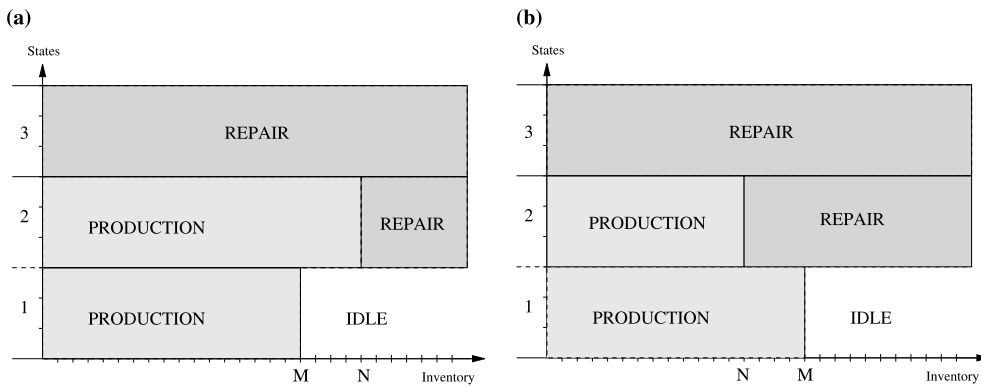 (a)
States
3
REPAIR
2
PRODUCTION
REPAIR
1
PRODUCTION
IDLE
M
N
Inventory
(b)
States
3
REPAIR
2
PRODUCTION
REPAIR
1
PRODUCTION
IDLE
N
M
Inventory